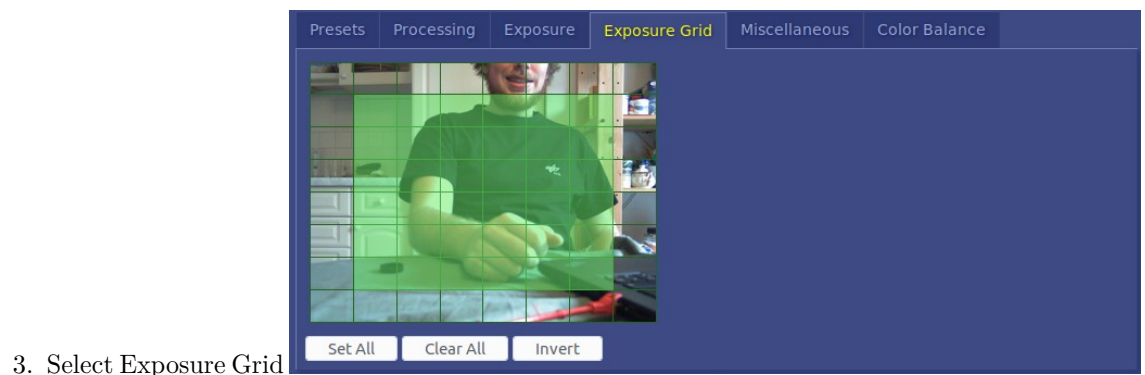 Presets Processing Exposure Exposure Grid Miscellaneous Color Balance
Set All Clear All Invert
3. Select Exposure Grid